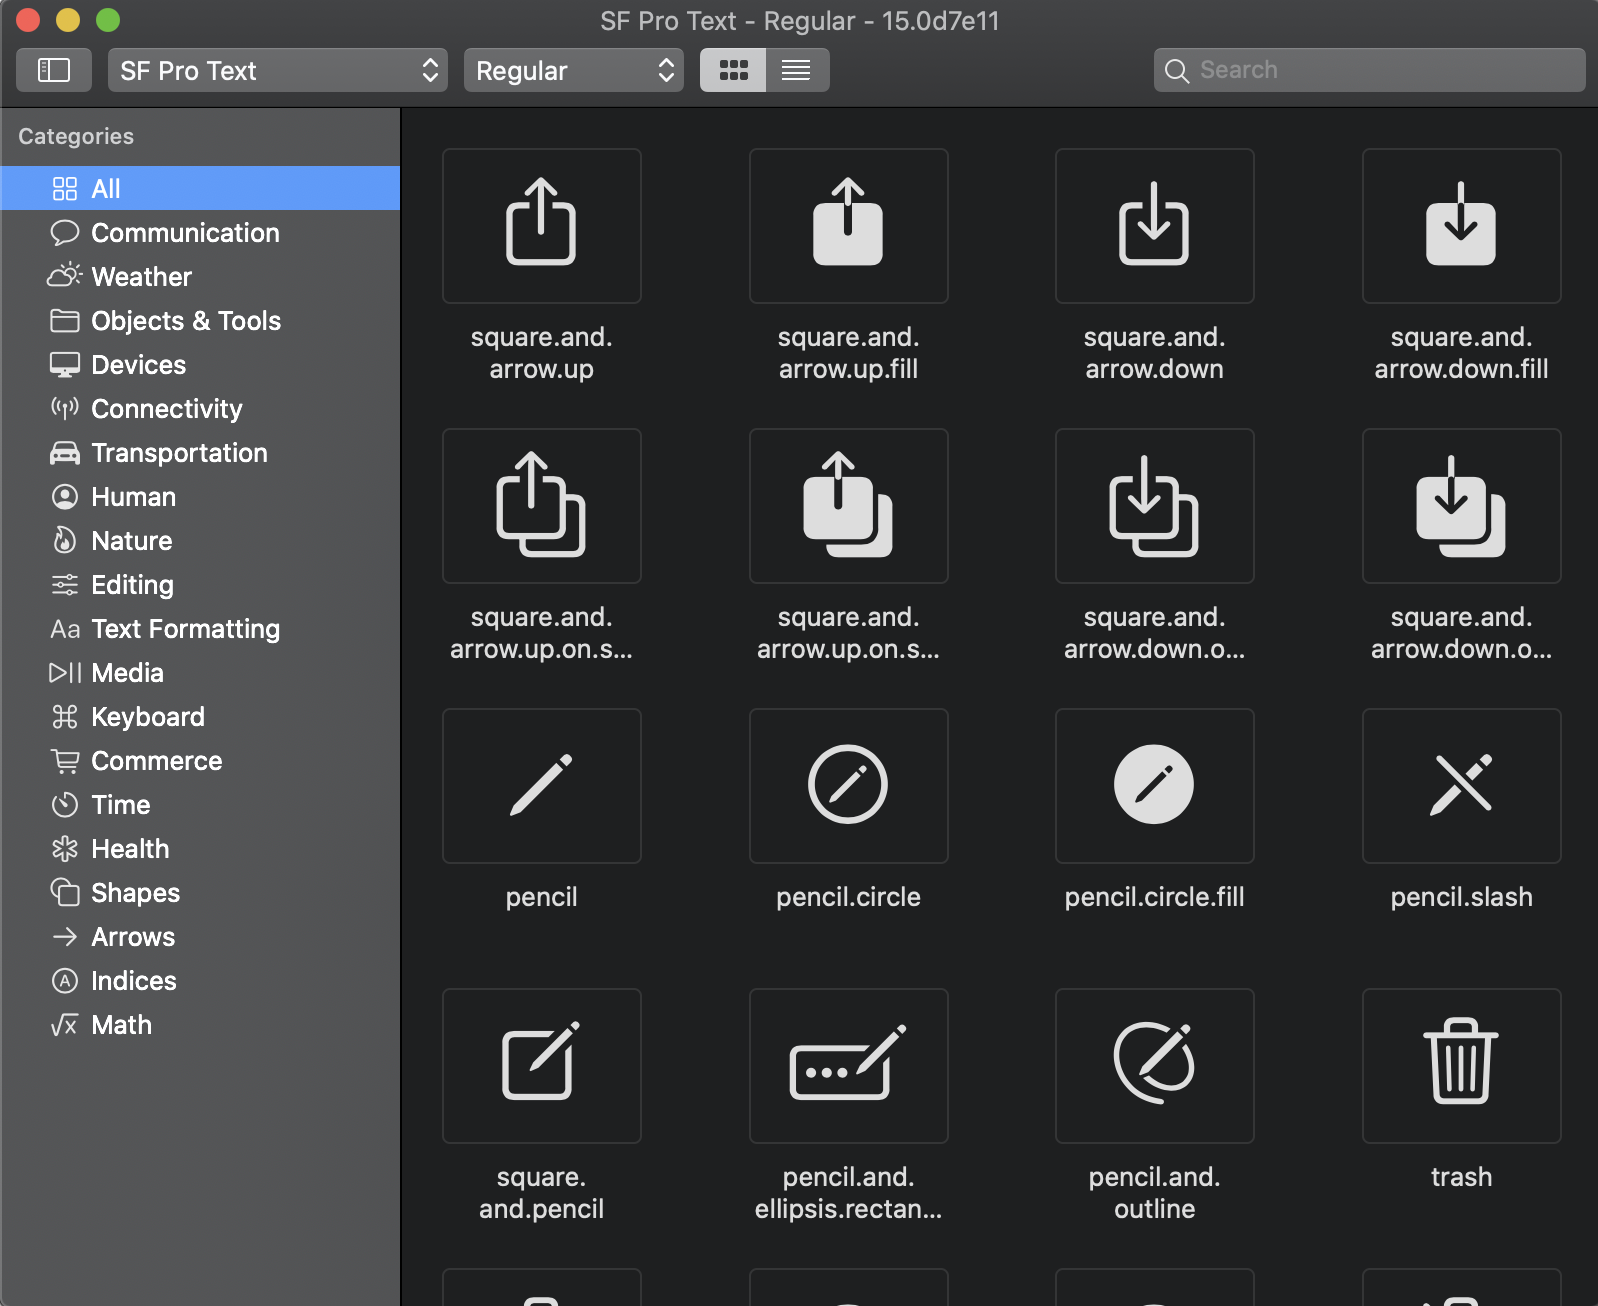 SF Pro Text - Regular - 15.0d7e11
SF Pro Text
Regular
Search
Categories
All
Communication
Weather
Objects & Tools
Devices
Connectivity
Transportation
Human
Nature
Editing
Aa Text Formatting
Media
Keyboard
Commerce
Time
Health
Shapes
Arrows
A Indices
√x Math
square.and.
arrow.up
square.and.
arrow.up.fill
square.and.
arrow.down
square.and.
arrow.down.fill
square.and.
arrow.up.on.s...
square.and.
arrow.up.on.s...
square.and.
arrow.down.o...
square.and.
arrow.down.o...
pencil
pencil.circle
pencil.circle.fill
pencil.slash
square.
and.pencil
pencil.and.
ellipsis.rectan...
pencil.and.
outline
trash